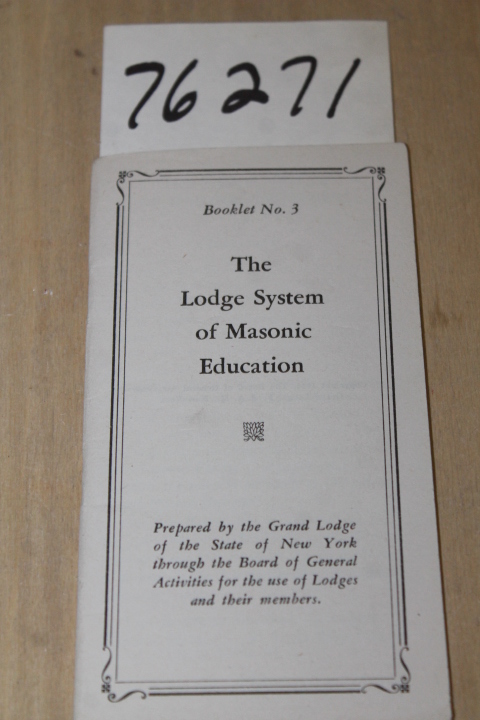 76271
Booklet No. 3
The
Lodge System
of Masonic
Education
Prepared by the Grand Lodge
of the State of New York
through the Board of General
Activities for the use of Lodges
and their members.